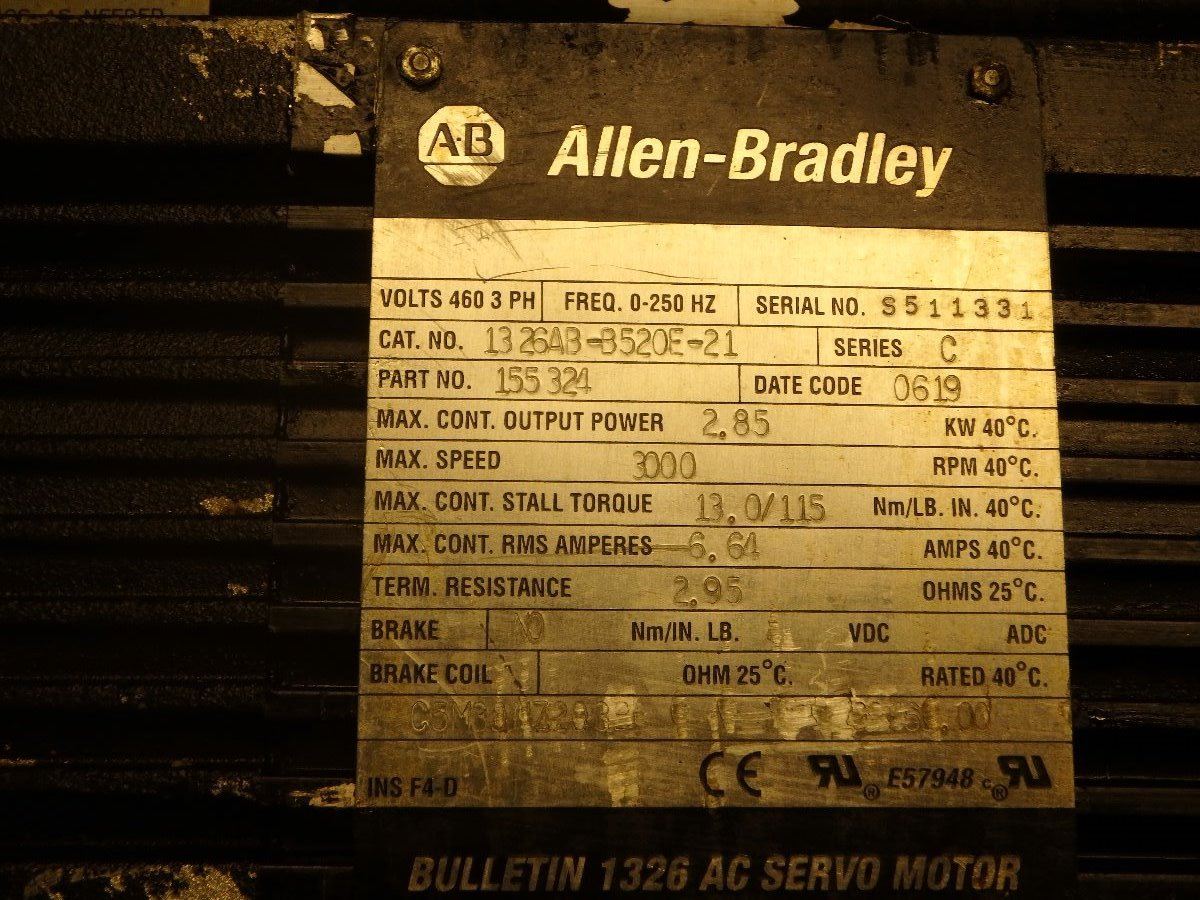 AS NEEDED
A·B Allen-Bradley
VOLTS 460 3 PH FREQ. 0-250 HZ SERIAL NO. S511331
CAT. NO. 1326AB-B520E-21 SERIES C
PART NO. 155324 DATE CODE 0619
MAX. CONT. OUTPUT POWER 2.85 KW 40°C.
MAX. SPEED 3000 RPM 40°C.
MAX. CONT. STALL TORQUE 13.0/115 Nm/LB. IN. 40°C.
MAX. CONT. RMS AMPERES 6.64 AMPS 40°C.
TERM. RESISTANCE 2.95 OHMS 25°C.
BRAKE NO Nm/IN. LB. VDC ADC
BRAKE COIL OHM 25°C. RATED 40°C.
INS F4-D CE RU® E57948 c RU®
BULLETIN 1326 AC SERVO MOTOR